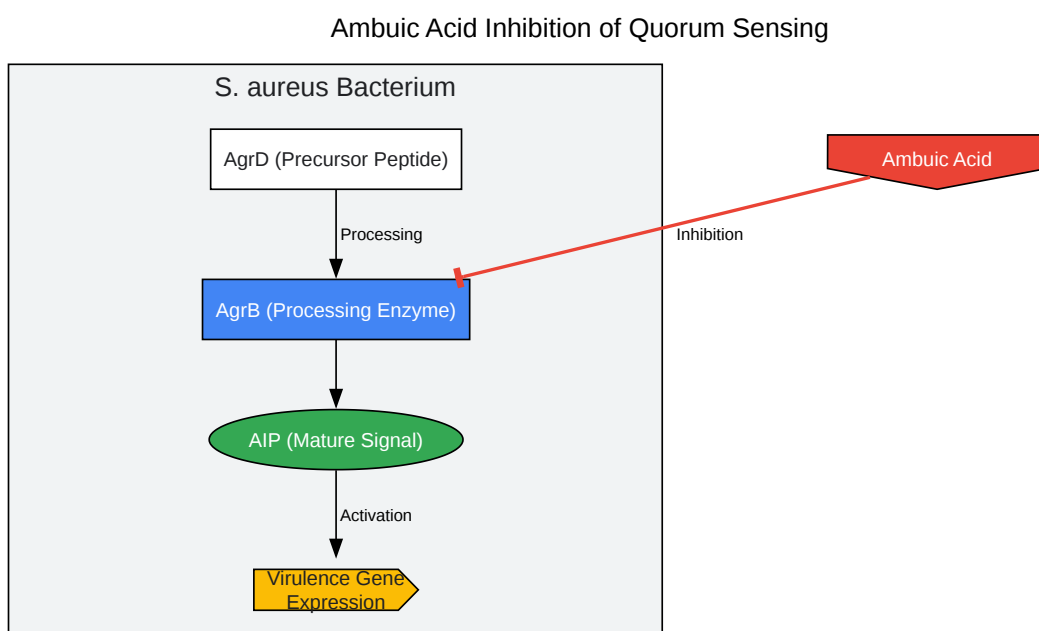 Ambuic Acid Inhibition of Quorum Sensing
S. aureus Bacterium
AgrD (Precursor Peptide)
Ambuic Acid
Processing
Inhibition
AgrB (Processing Enzyme)
AIP (Mature Signal)
Activation
Virulence Gene
Expression